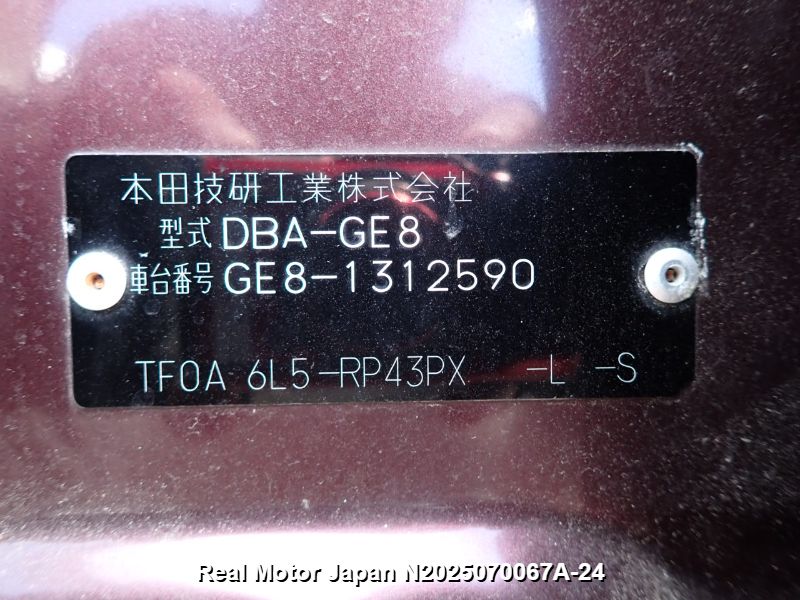 本田技研工業株式会社
型式 DBA-GE8
車台番号 GE8-1312590
TF0A 6L5-RP43PX -L -S
Real Motor Japan N2025070067A-24